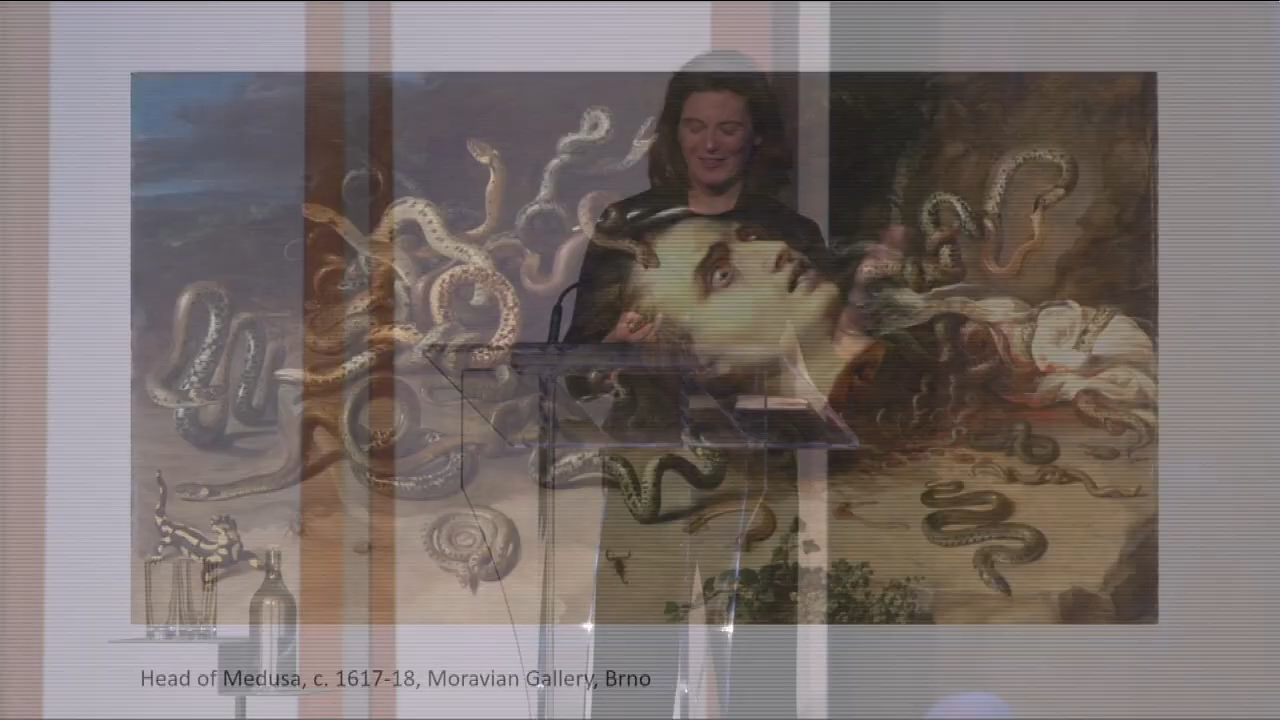 Head of Medusa, c. 1617-18, Moravian Gallery, Brno